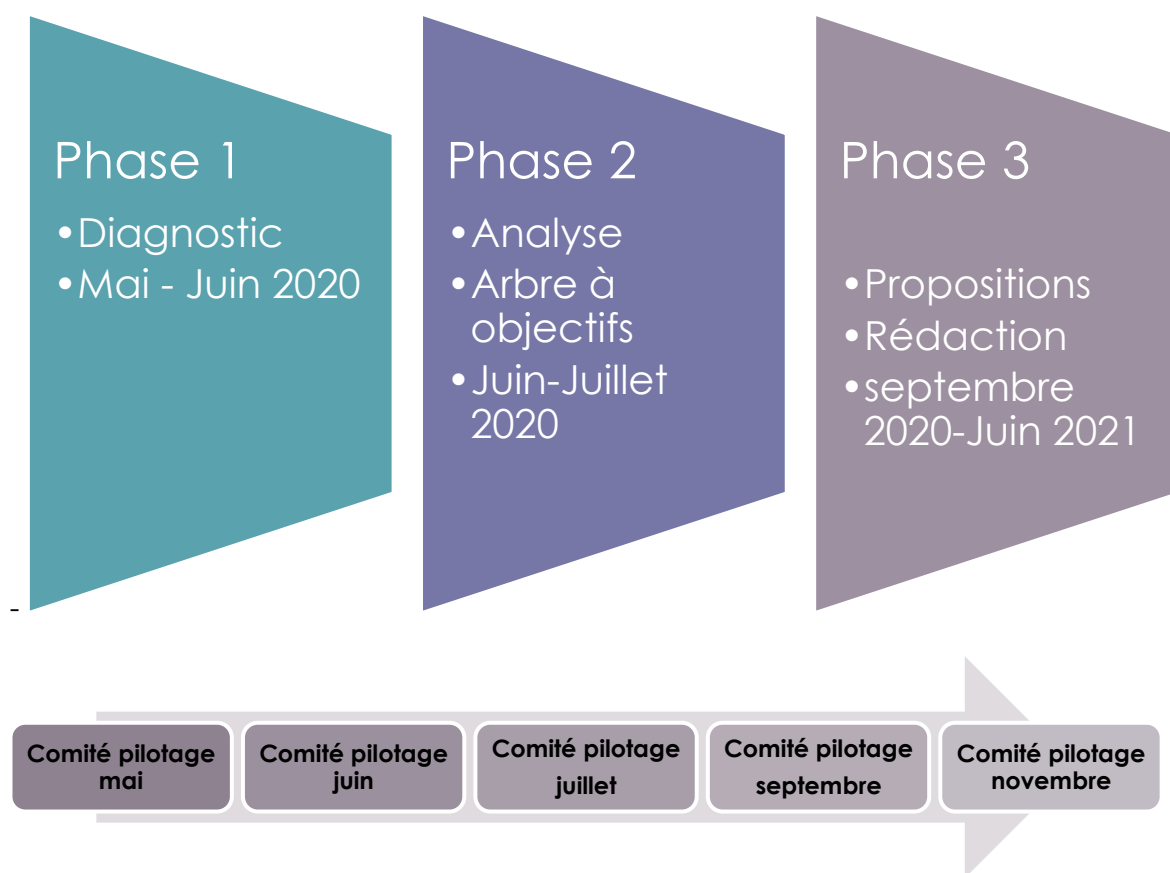 Phase 1
•Diagnostic
•Mai - Juin 2020
Phase 2
•Analyse
•Arbre à
objectifs
•Juin-Juillet
2020
Phase 3
•Propositions
•Rédaction
•septembre
2020-Juin 2021
-
Comité pilotage
mai
Comité pilotage
juin
Comité pilotage
juillet
Comité pilotage
septembre
Comité pilotage
novembre